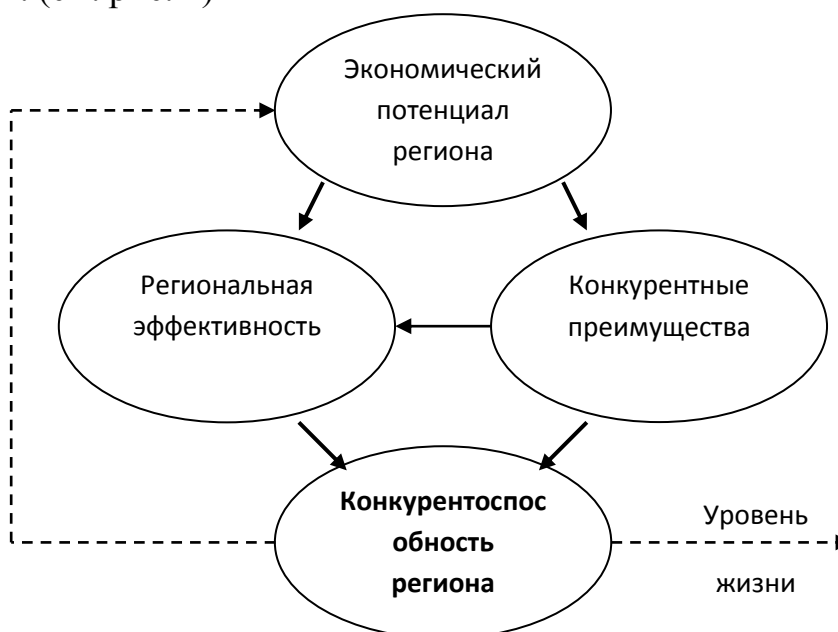 Экономический
потенциал
региона
Региональная
эффективность
Конкурентные
преимущества
Конкурентоспос
обность
региона
Уровень
жизни